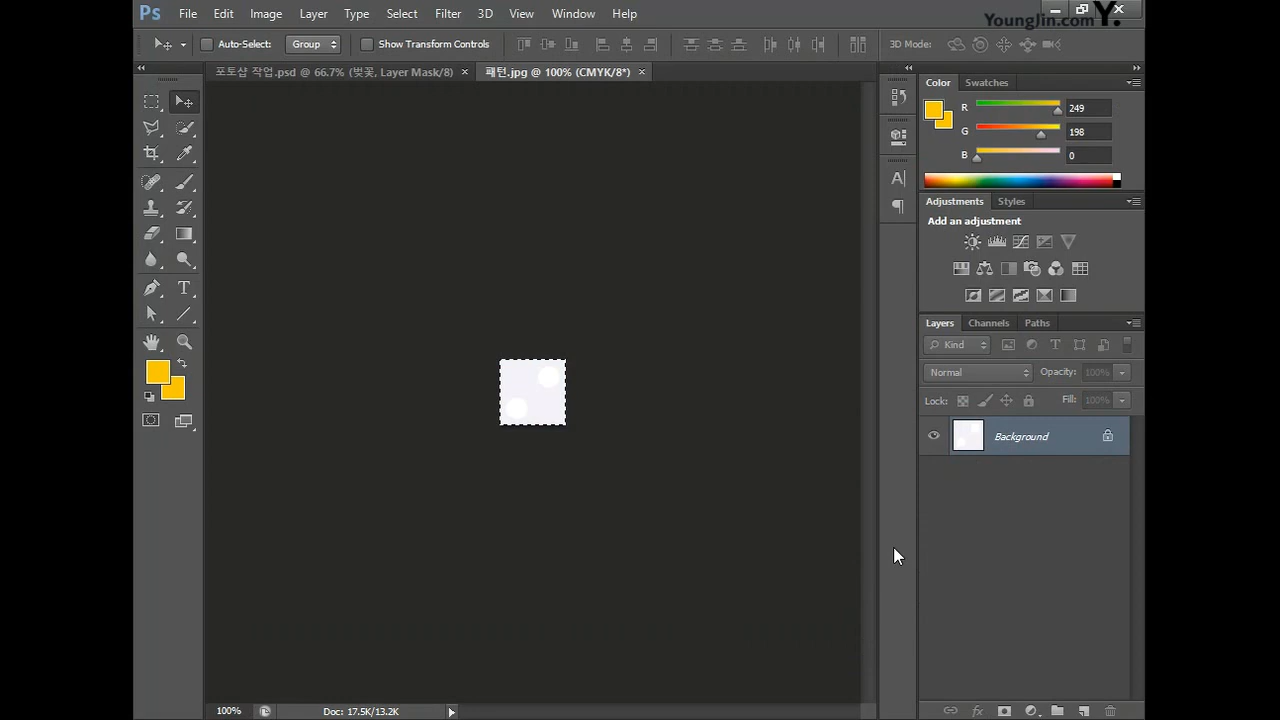 Ps File Edit Image Layer Type Select Filter 3D View Window Help
YoungJin.com Y.
Auto-Select: Group Show Transform Controls 3D Mode:
포토샵 작업.psd @ 66.7% (벚꽃, Layer Mask/8) × 패턴.jpg @ 100% (CMYK/8*) ×
Color Swatches
R 249
G 198
B 0
Adjustments Styles
Add an adjustment
Layers Channels Paths
Kind
Normal Opacity: 100%
Lock: Fill: 100%
Background
100% Doc: 17.5K/13.2K